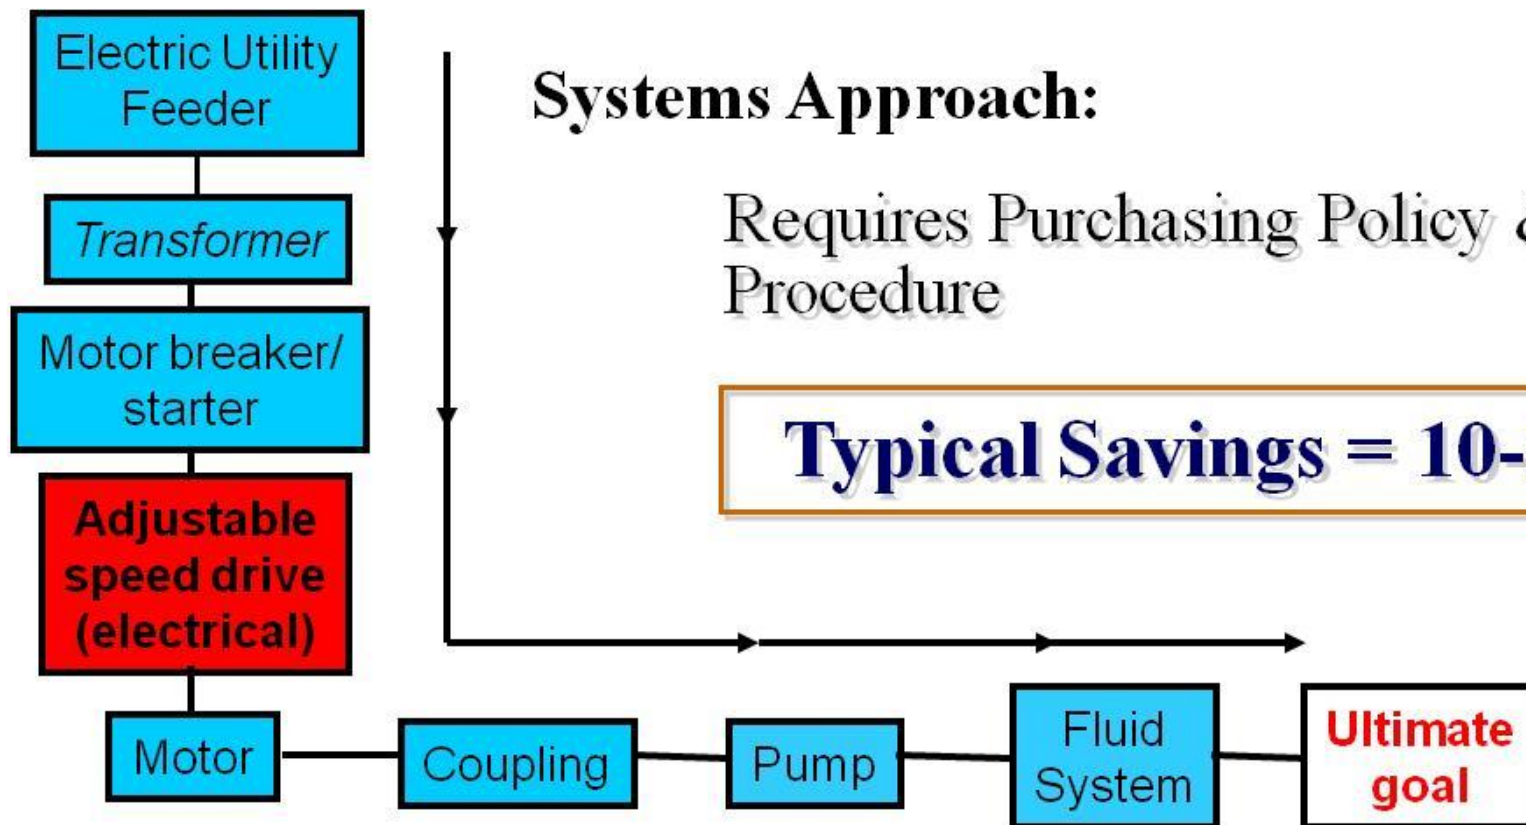 Electric Utility
Feeder
Transformer
Motor breaker/
starter
Adjustable
speed drive
(electrical)
Motor
Coupling
Pump
Fluid
System
Ultimate
goal
Systems Approach:
Requires Purchasing Policy
Procedure
Typical Savings = 10-